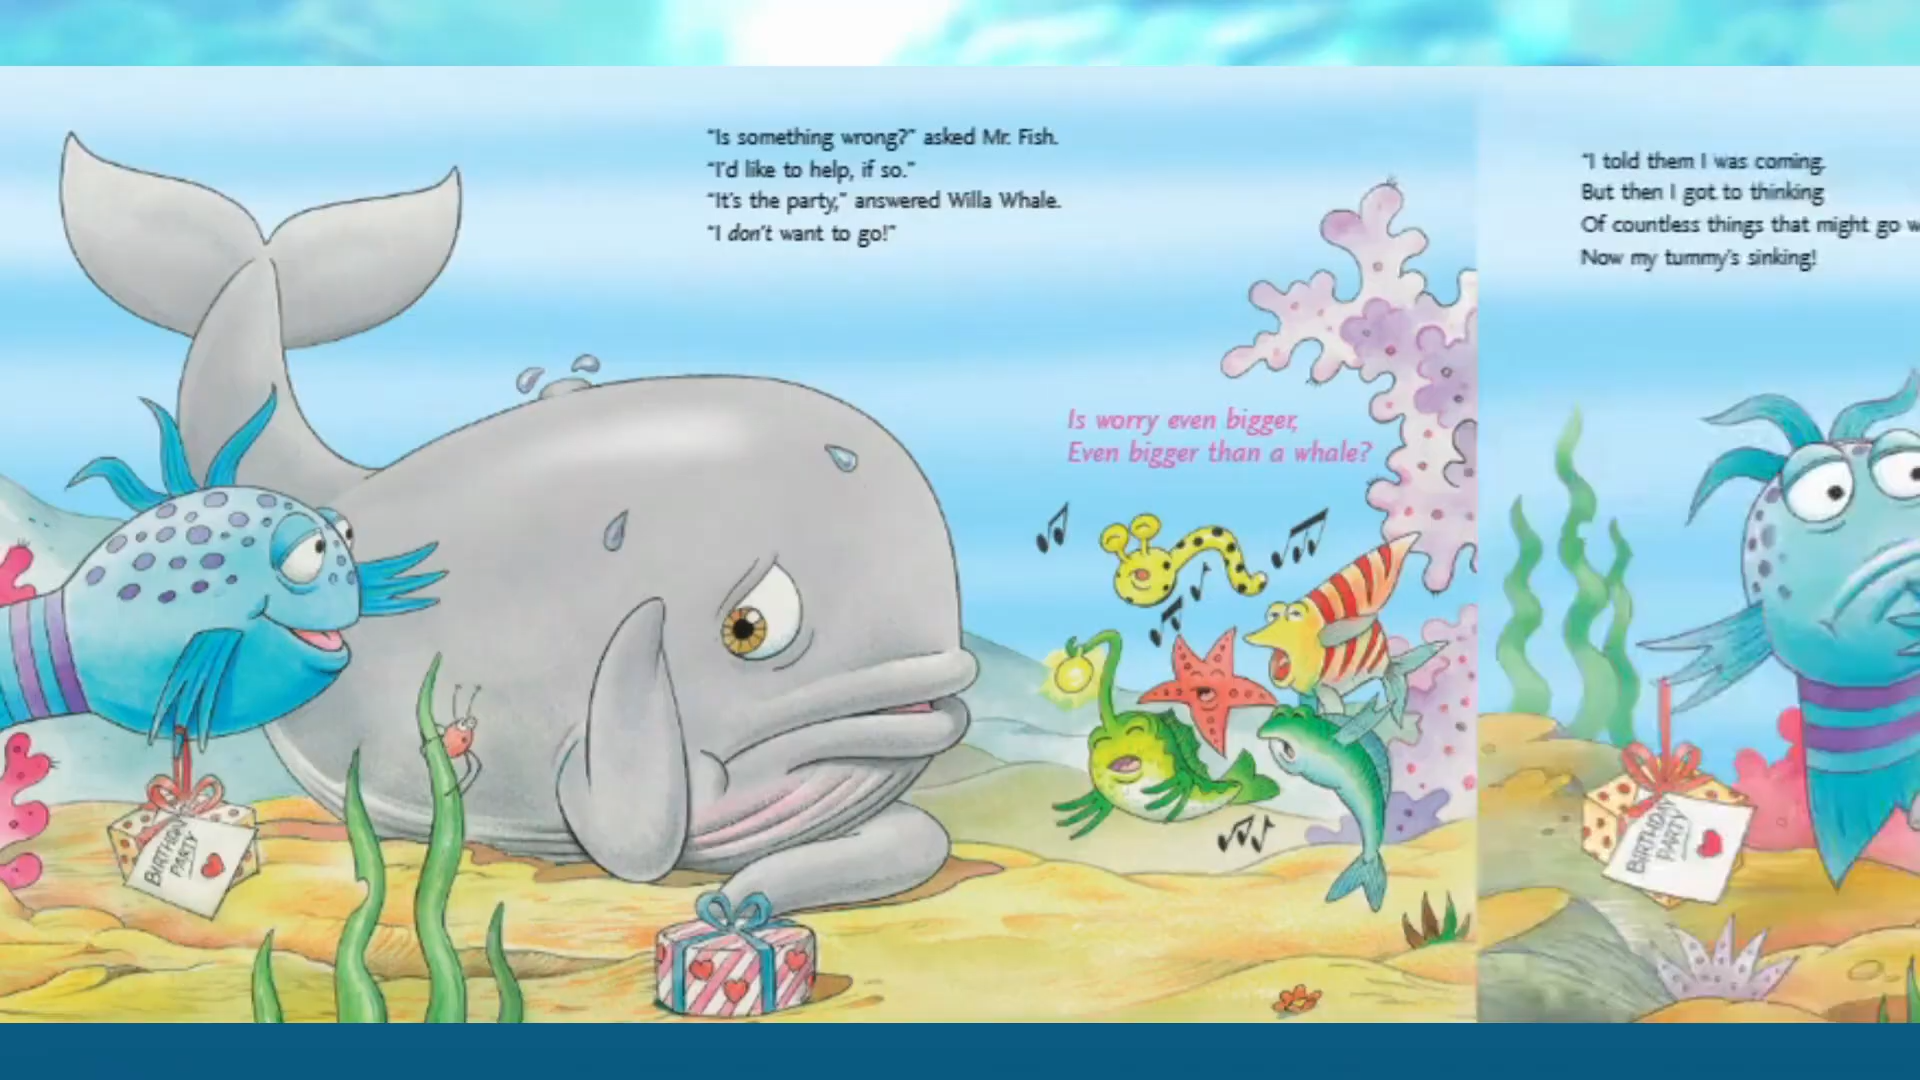 "Is something wrong?" asked Mr. Fish.
"I'd like to help, if so."
"It's the party," answered Willa Whale.
"I don't want to go!"
Is worry even bigger,
Even bigger than a whale?
BIRTHDAY
PARTY
"I told them I was coming.
But then I got to thinking
Of countless things that might go
Now my tummy's sinking!
BIRTHDAY
PARTY